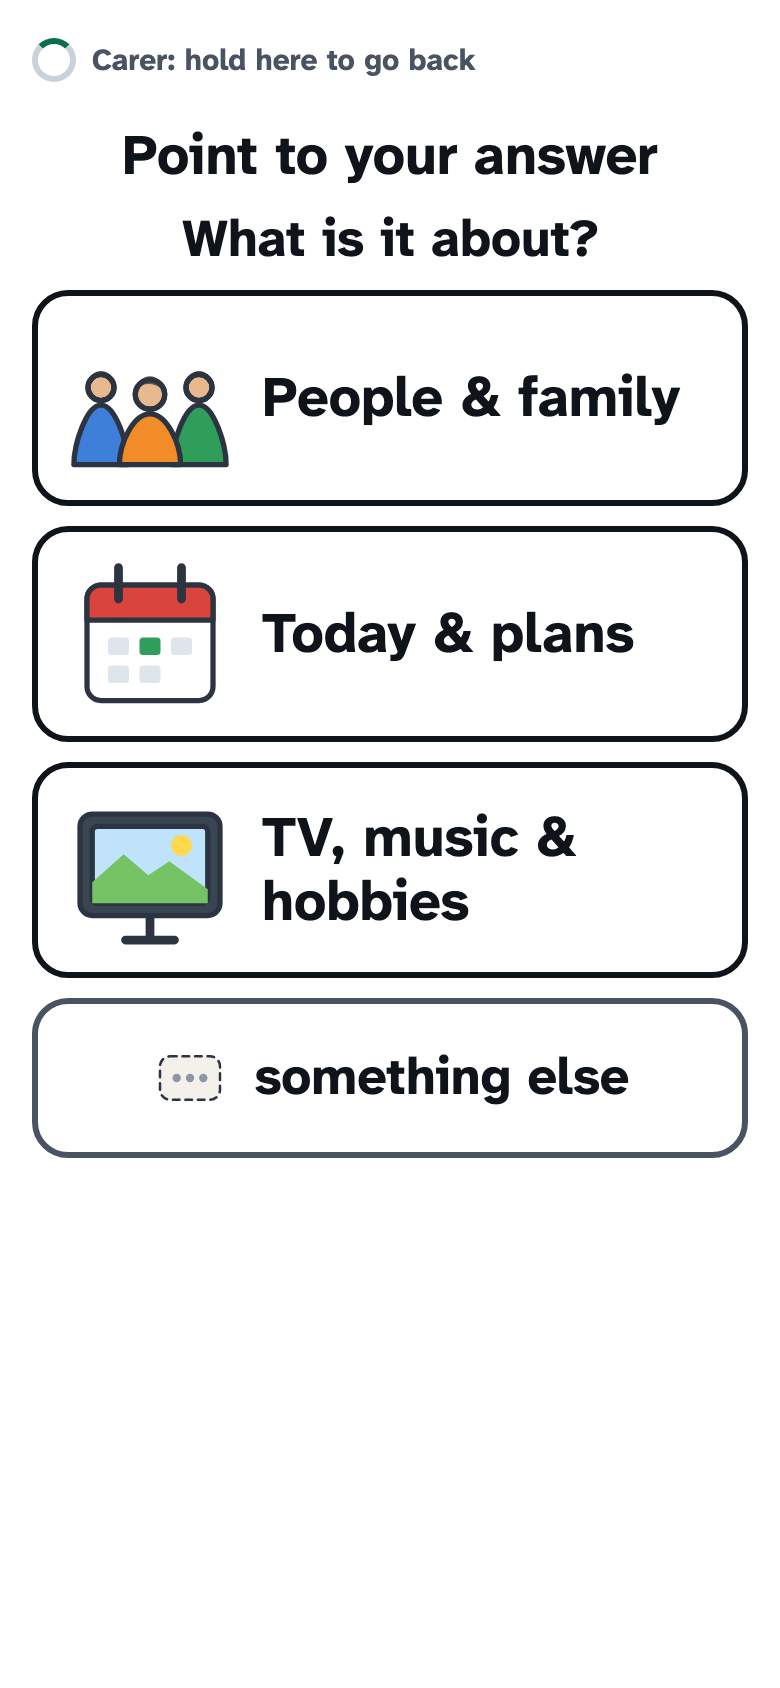 Carer: hold here to go back
Point to your answer
What is it about?
People & family
Today & plans
TV, music &
hobbies
something else